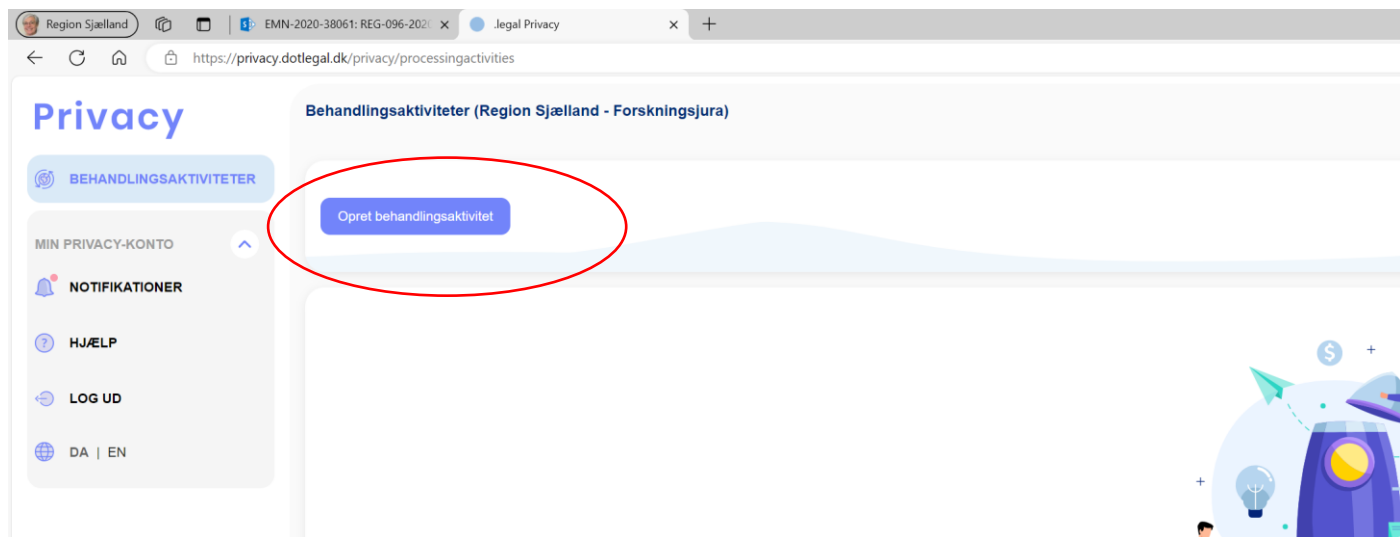 Region Sjælland
EMN-2020-38061: REG-096-202
.legal Privacy
https://privacy.dotlegal.dk/privacy/processingactivities
Privacy
Behandlingsaktiviteter (Region Sjælland - Forskningsjura)
BEHANDLINGSAKTIVITETER
Opret behandlingsaktivitet
MIN PRIVACY-KONTO
NOTIFIKATIONER
HJÆLP
LOG UD
DA | EN